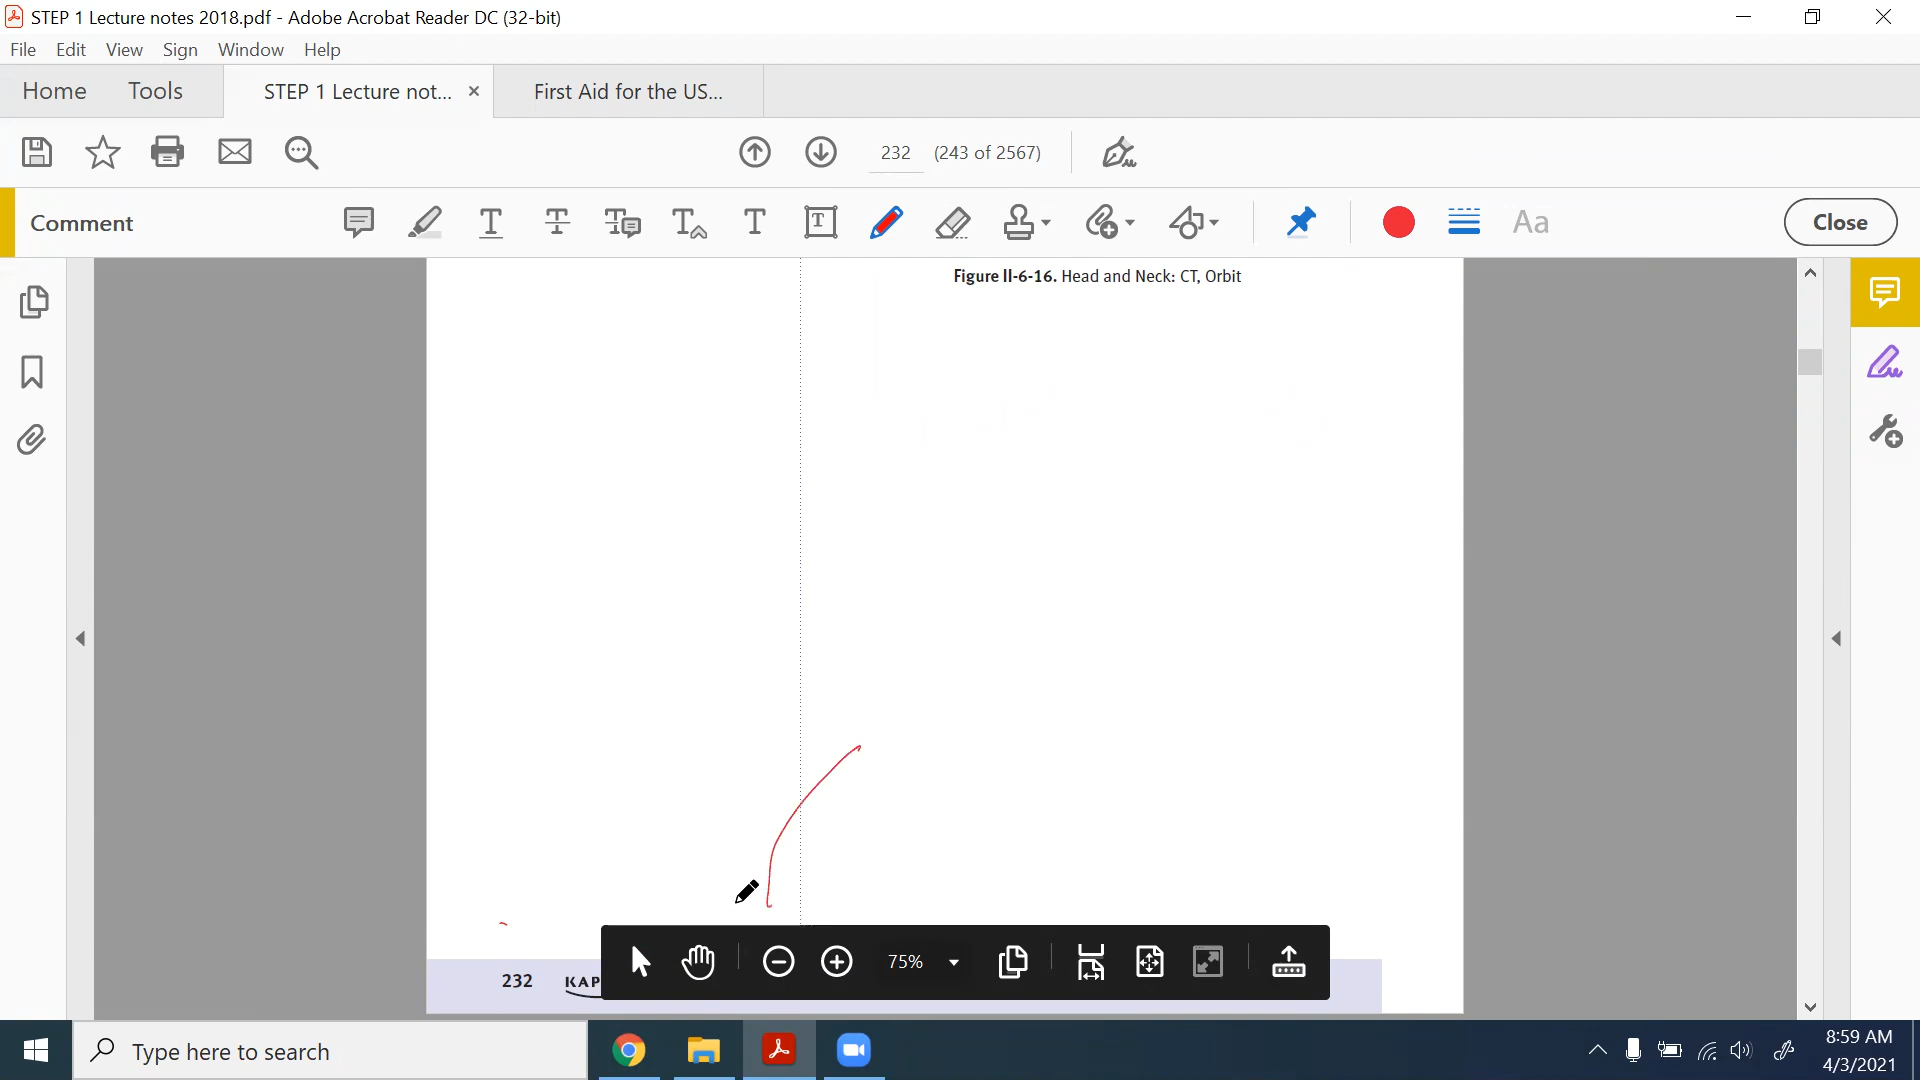 STEP 1 Lecture notes 2018.pdf - Adobe Acrobat Reader DC (32-bit)
File Edit View Sign Window Help
Home Tools STEP 1 Lecture not... × First Aid for the US...
232 (243 of 2567)
Comment Aa Close
Figure II-6-16. Head and Neck: CT, Orbit
75%
232 KAP
Type here to search
8:59 AM
4/3/2021